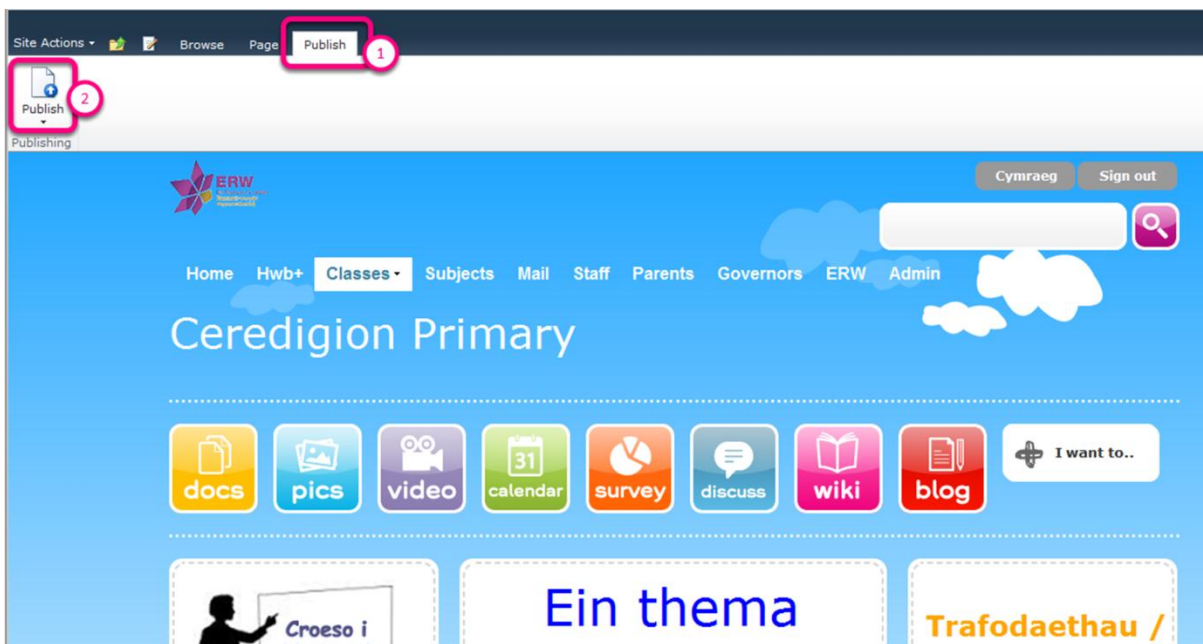 Site Actions Browse Page Publish 1
Publish 2
Publishing
ERW
Cymraeg Sign out
Home Hwb+ Classes Subjects Mail Staff Parents Governors ERW Admin
Ceredigion Primary
docs pics 31 video calendar survey discuss wiki blog I want to..
Croeso i
Ein thema
Trafodaethau /